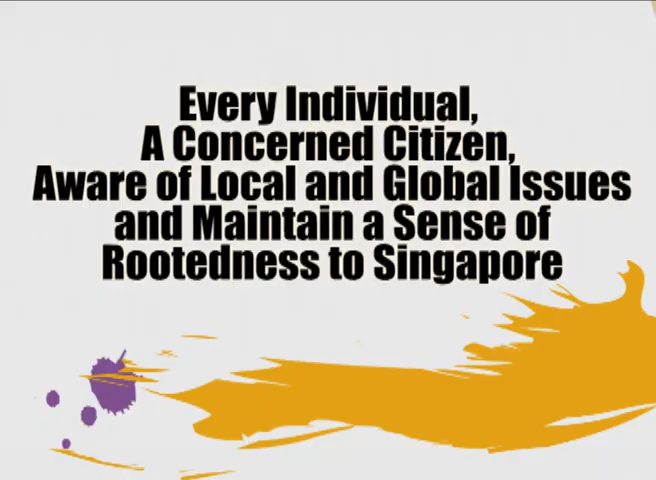 Every Individual,
A Concerned Citizen,
Aware of Local and Global Issues
and Maintain a Sense of
Rootedness to Singapore